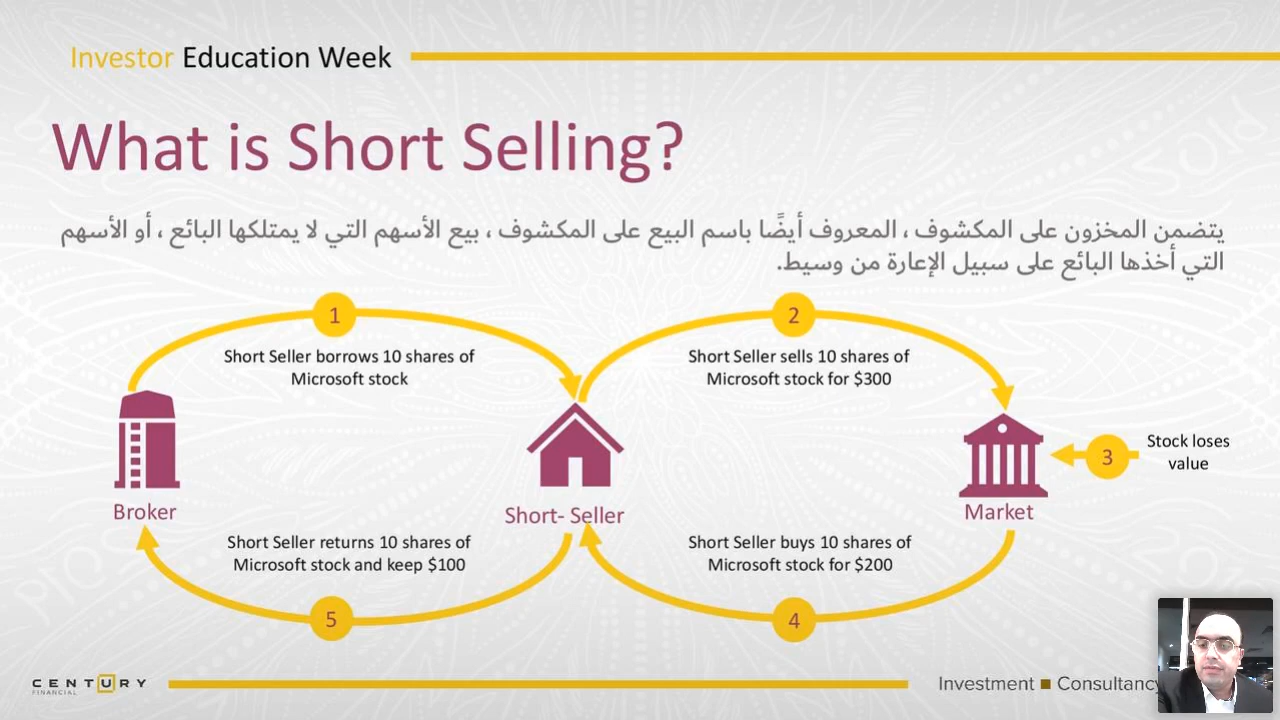 Investor Education Week
What is Short Selling?
يتضمن المخزون على المكشوف ، المعروف أيضًا باسم البيع على المكشوف ، بيع الأسهم التي لا يمتلكها البائع ، أو الأسهم
التي أخذها البائع على سبيل الإعارة من وسيط.
1
Short Seller borrows 10 shares of
Microsoft stock
2
Short Seller sells 10 shares of
Microsoft stock for $300
3
Stock loses
value
Broker
Short- Seller
Market
Short Seller returns 10 shares of
Microsoft stock and keep $100
5
Short Seller buys 10 shares of
Microsoft stock for $200
4
CENTURY
FINANCIAL
Investment ■ Consultancy